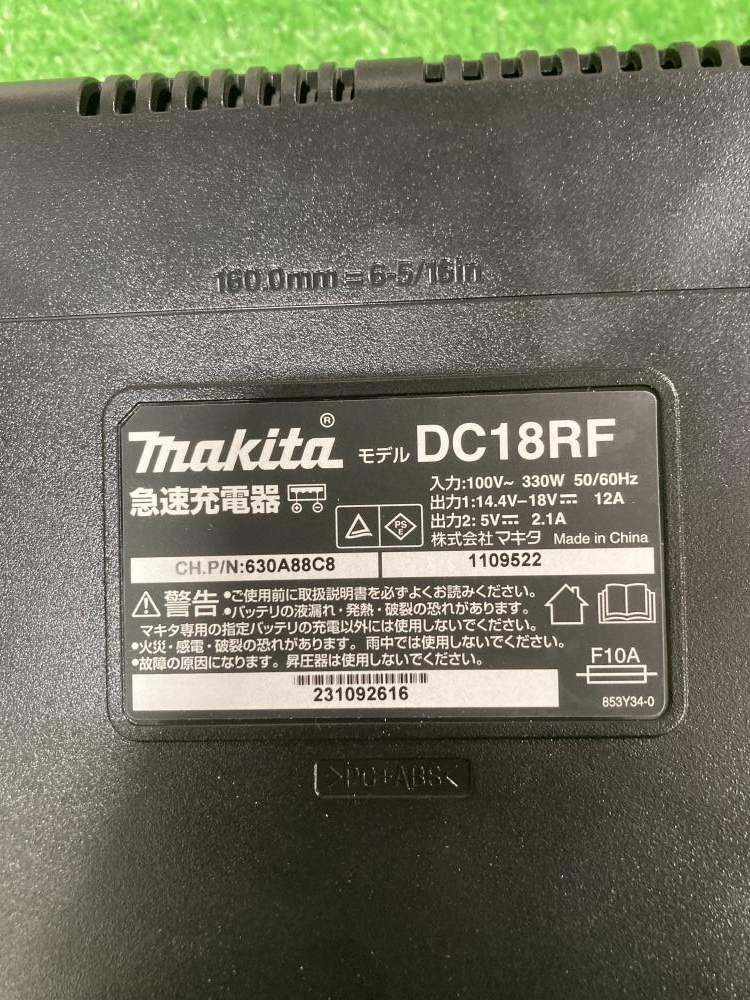 160.0mm = 6-5/16in
makita® モデル DC18RF
急速充電器
入力:100V~ 330W 50/60Hz
出力1:14.4V-18V⎓ 12A
出力2: 5V⎓ 2.1A
株式会社マキタ Made in China
PS
E
CH.P/N:630A88C8 1109522
⚠警告 •ご使用前に取扱説明書を必ずよくお読みください。
•バッテリの液漏れ・発熱・破裂の恐れがあります。
マキタ専用の指定バッテリの充電以外には使用しないでください。
•火災・感電・破裂の恐れがあります。雨中では使用しないでください。
•故障の原因になります。昇圧器は使用しないでください。
F10A
231092616
853Y34-0
>PC+ABS<